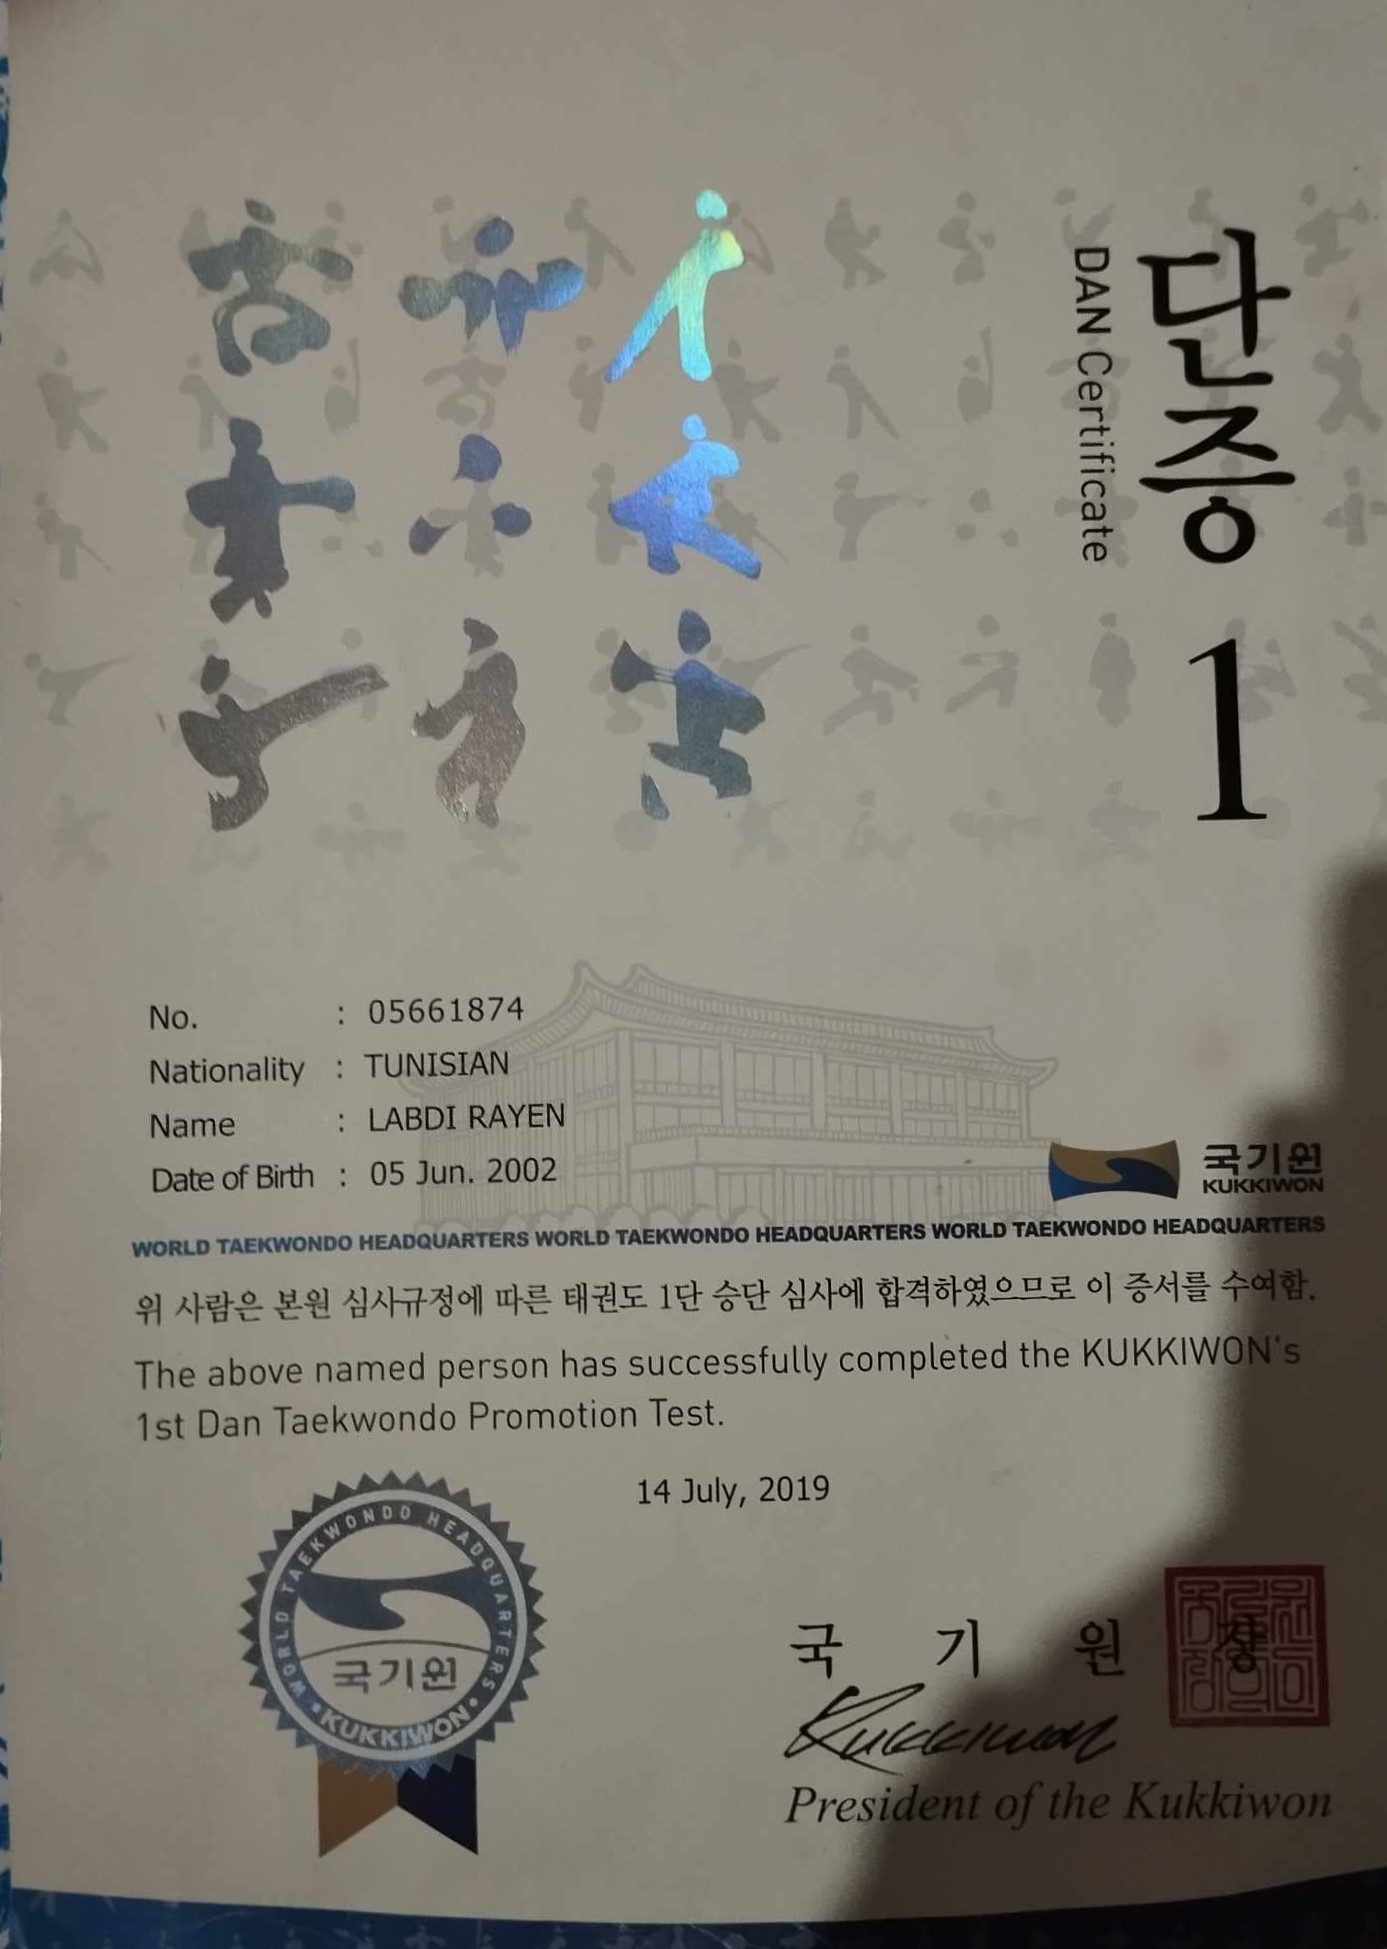 단증 1
DAN Certificate
No. : 05661874
Nationality : TUNISIAN
Name : LABDI RAYEN
Date of Birth : 05 Jun. 2002
국기원
KUKKIWON
WORLD TAEKWONDO HEADQUARTERS WORLD TAEKWONDO HEADQUARTERS WORLD TAEKWONDO HEADQUARTERS
위 사람은 본원 심사규정에 따른 태권도 1단 승단 심사에 합격하였으므로 이 증서를 수여함.
The above named person has successfully completed the KUKKIWON's
1st Dan Taekwondo Promotion Test.
14 July, 2019
WORLD TAEKWONDO HEADQUARTERS
국기원
KUKKIWON
국 기 원 장
Kukkiwon
President of the Kukkiwon